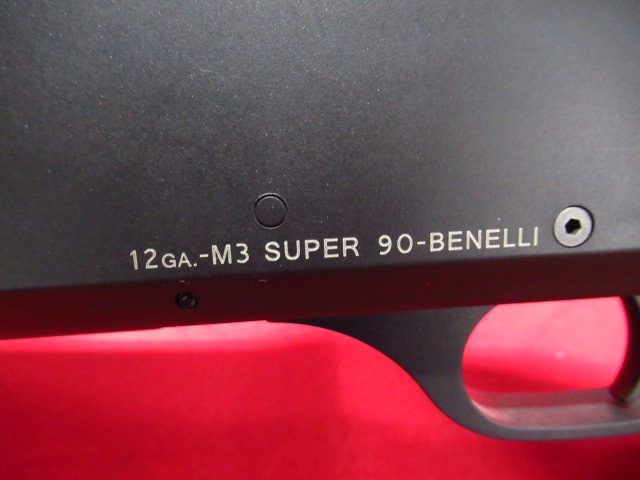 12GA.-M3 SUPER 90-BENELLI